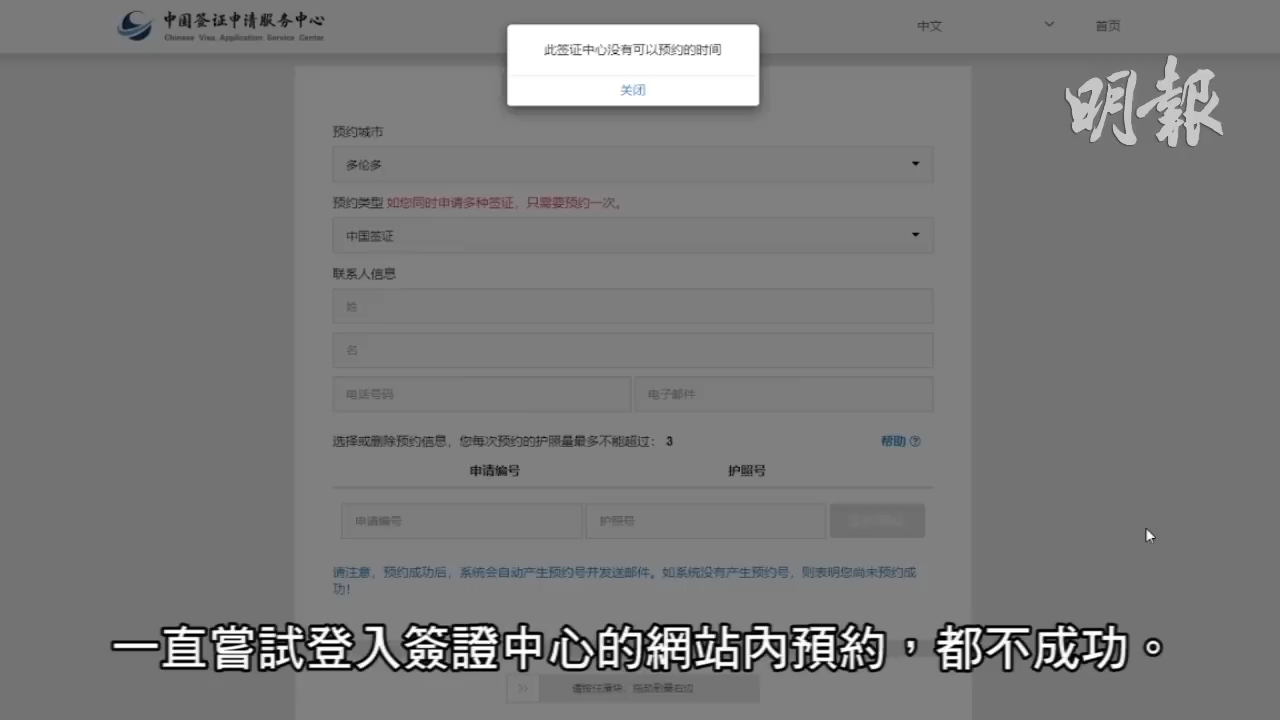 中国签证申请服务中心
Chinese Visa Application Service Center
中文
首页
此签证中心没有可以预约的时间
关闭
明報
预约城市
多伦多
预约类型 如您同时申请多种签证，只需要预约一次。
中国签证
联系人信息
姓
名
电话号码
电子邮件
选择或删除预约信息，您每次预约的护照量最多不能超过： 3
帮助
申请编号
护照号
申请编号
护照号
请注意，预约成功后，系统会自动产生预约号并发送邮件。如系统没有产生预约号，则表明您尚未预约成
功！
一直嘗試登入簽證中心的網站內預約，都不成功。
请按住滑块，拖动到最右边